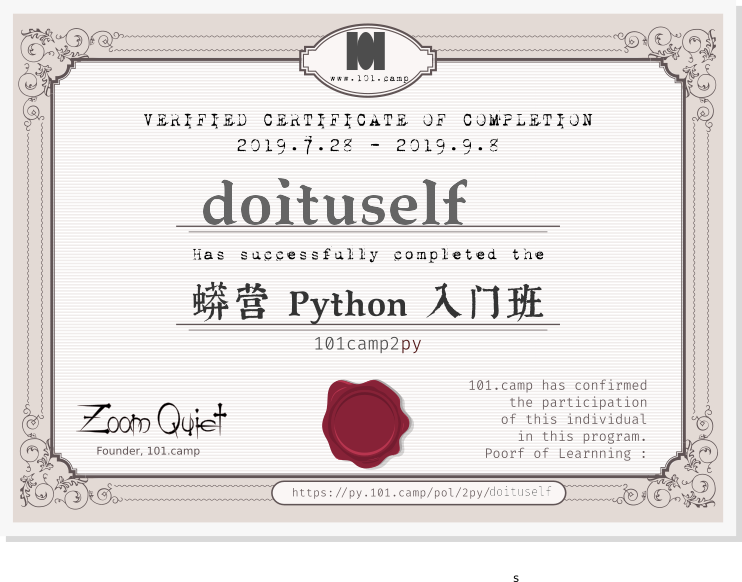 www.101.camp
VERIFIED CERTIFICATE OF COMPLETION
2019.7.28 - 2019.9.8
doituself
Has successfully completed the
蟒营 Python 入门班
101camp2py
101.camp has confirmed
the participation
of this individual
in this program.
Poorf of Learnning :
Zoom Quiet
Founder, 101.camp
https://py.101.camp/pol/2py/doituself
s